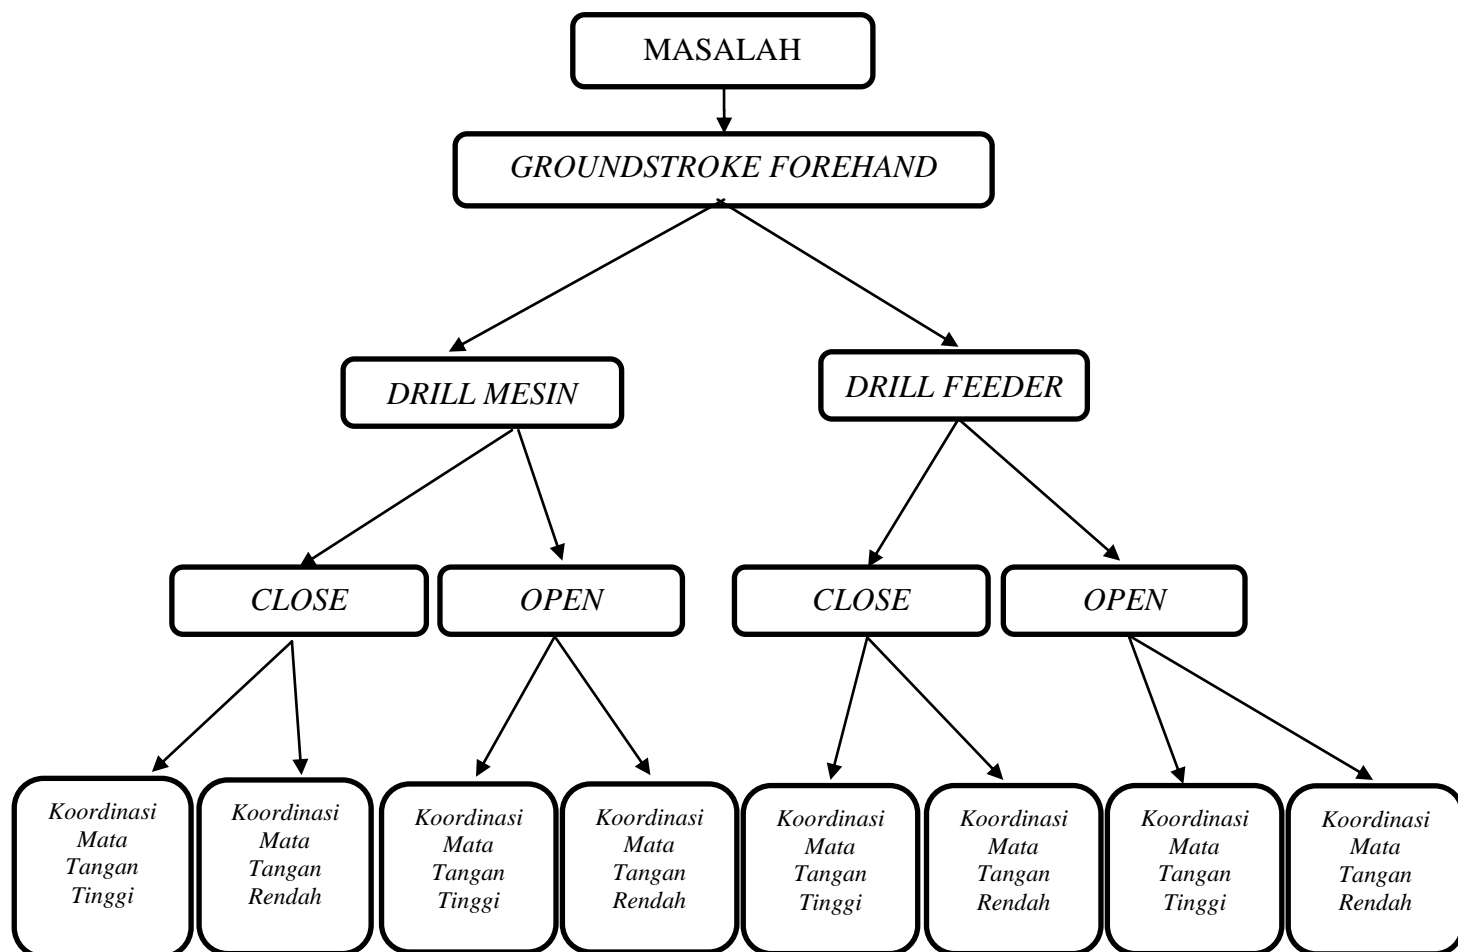 MASALAH
GROUNDSTROKE FOREHAND
DRILL MESIN
DRILL FEEDER
CLOSE
OPEN
CLOSE
OPEN
Koordinasi
Mata
Tangan
Tinggi
Koordinasi
Mata
Tangan
Rendah
Koordinasi
Mata
Tangan
Tinggi
Koordinasi
Mata
Tangan
Rendah
Koordinasi
Mata
Tangan
Tinggi
Koordinasi
Mata
Tangan
Rendah
Koordinasi
Mata
Tangan
Tinggi
Koordinasi
Mata
Tangan
Rendah